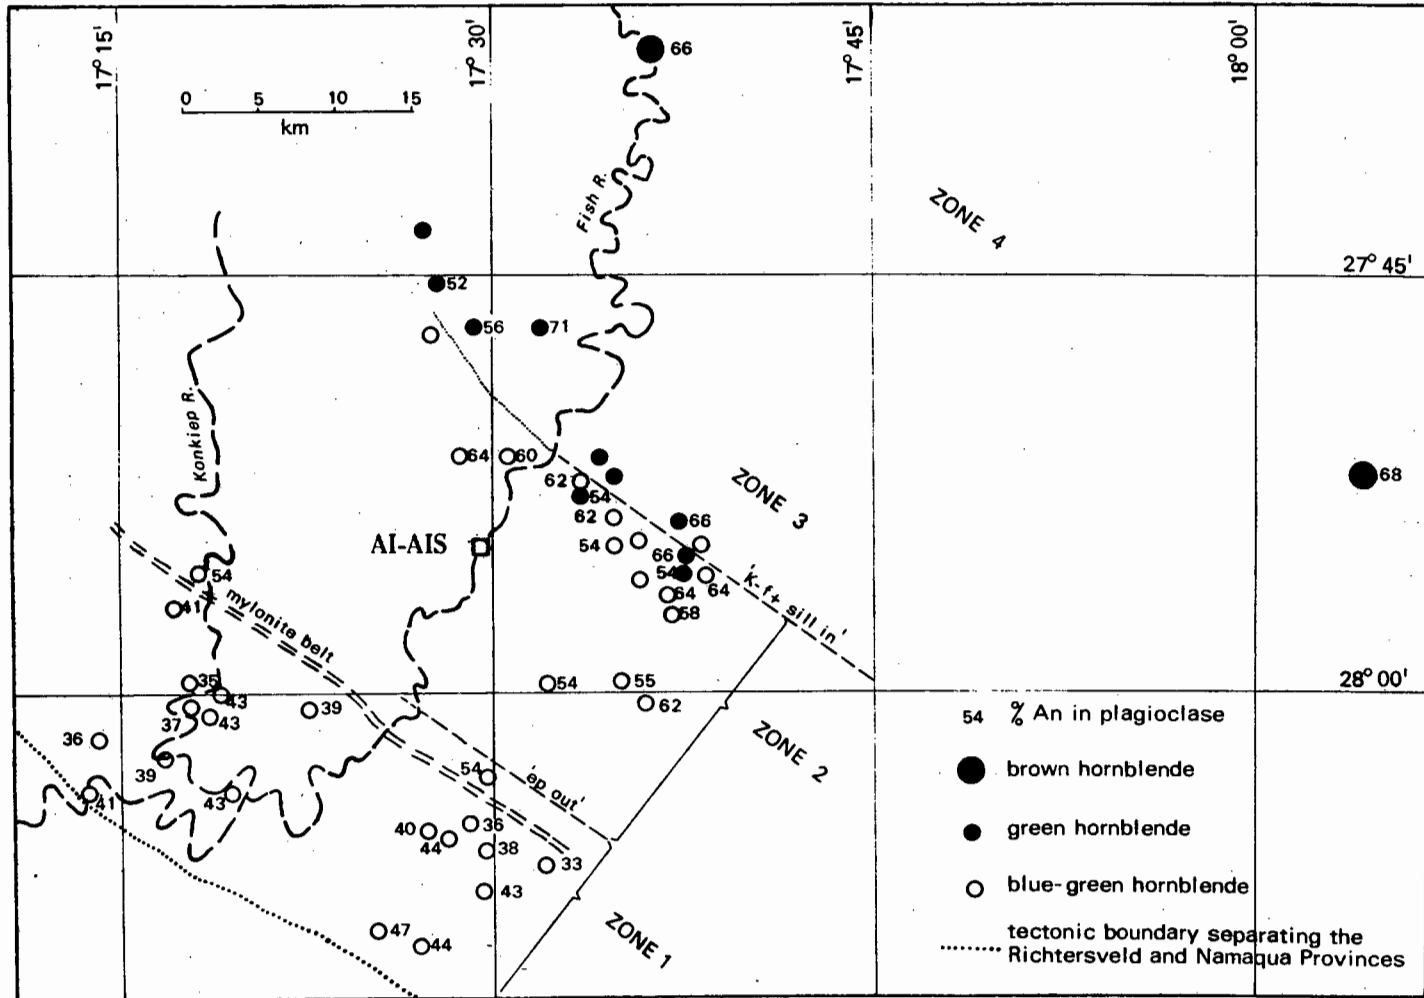 17° 15'
17° 30'
17° 45'
18° 00'
66
0 5 10 15
km
Fish R.
ZONE 4
27° 45'
52
56
71
Konkiep R.
64
60
62
54
68
ZONE 3
62
66
AI-AIS
54
66
54
54
64
'k-f+ sill in'
64
41
mylonite belt
58
35
43
54
55
28° 00'
37
43
39
62
54 % An in plagioclase
36
ZONE 2
39
54
'ep out'
brown hornblende
41
43
40
36
green hornblende
44
38
33
43
blue-green hornblende
ZONE 1
47
44
tectonic boundary separating the
Richtersveld and Namaqua Provinces